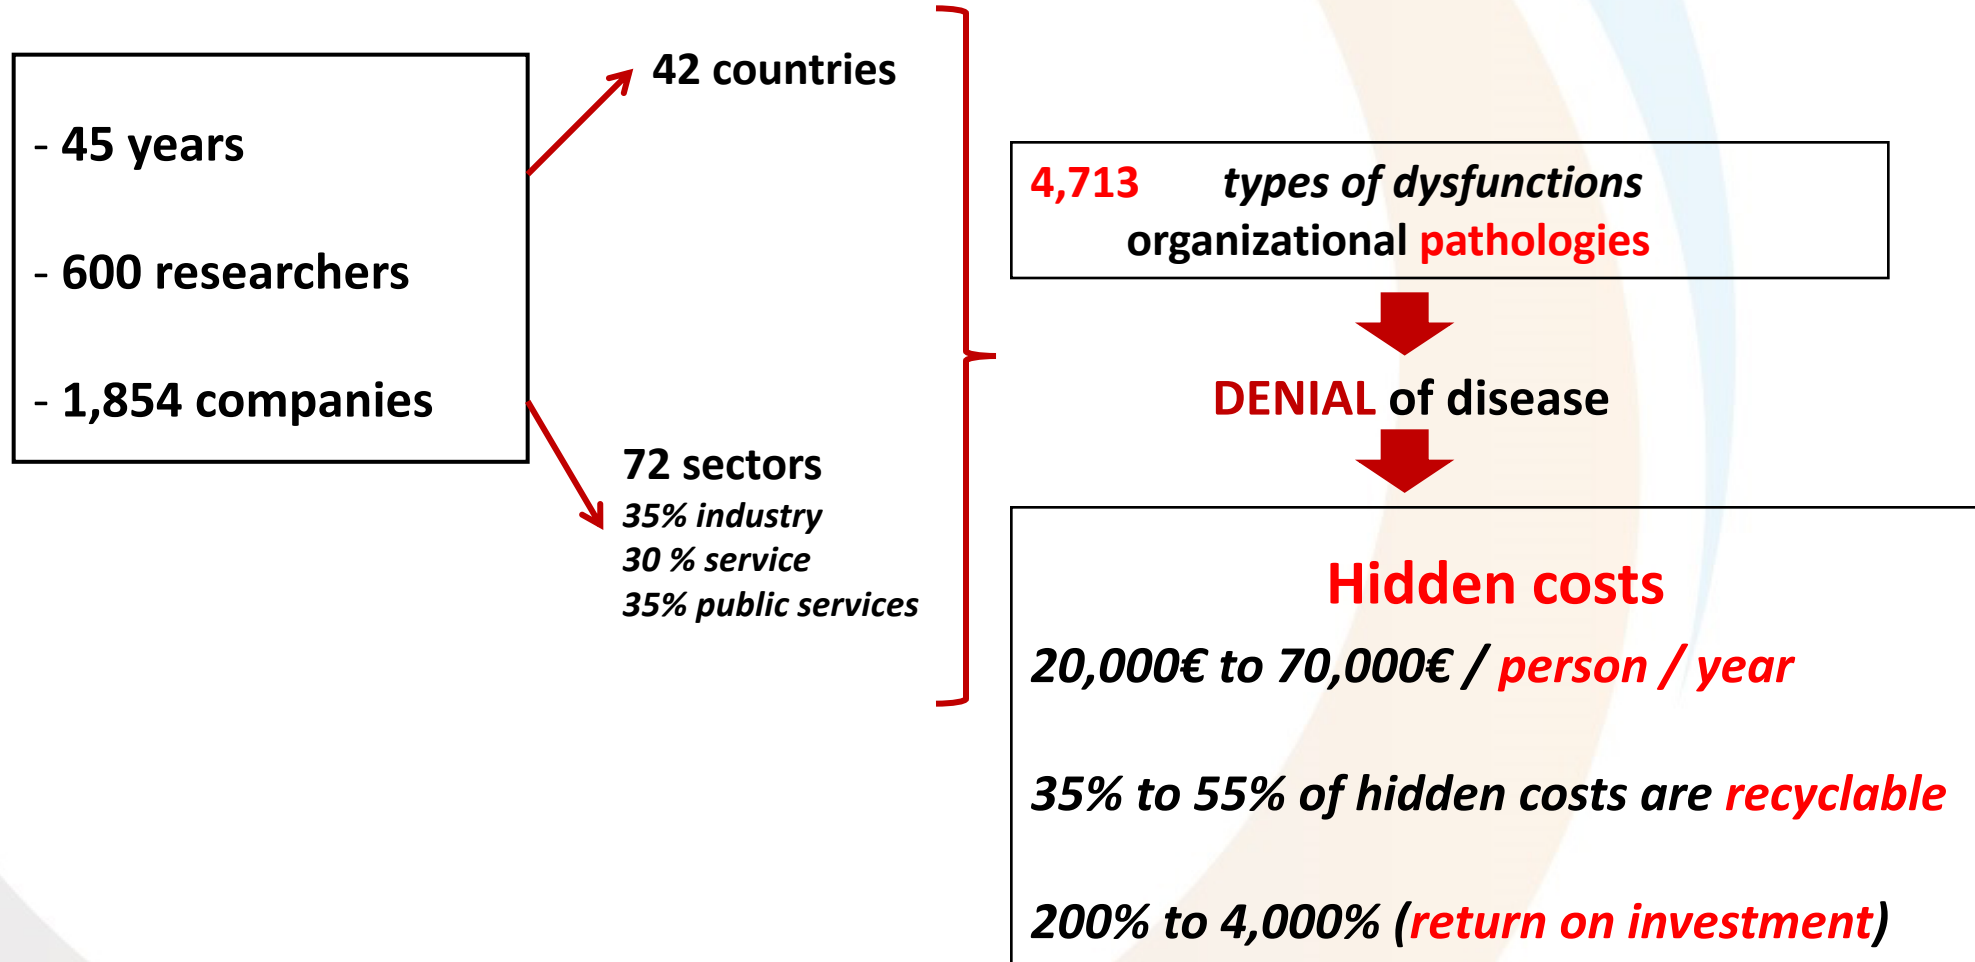 - 45 years
- 600 researchers
- 1,854 companies
42 countries
72 sectors
35% industry
30 % service
35% public services
4,713 types of dysfunctions
organizational pathologies
DENIAL of disease
Hidden costs
20,000€ to 70,000€ / person / year
35% to 55% of hidden costs are recyclable
200% to 4,000% (return on investment)